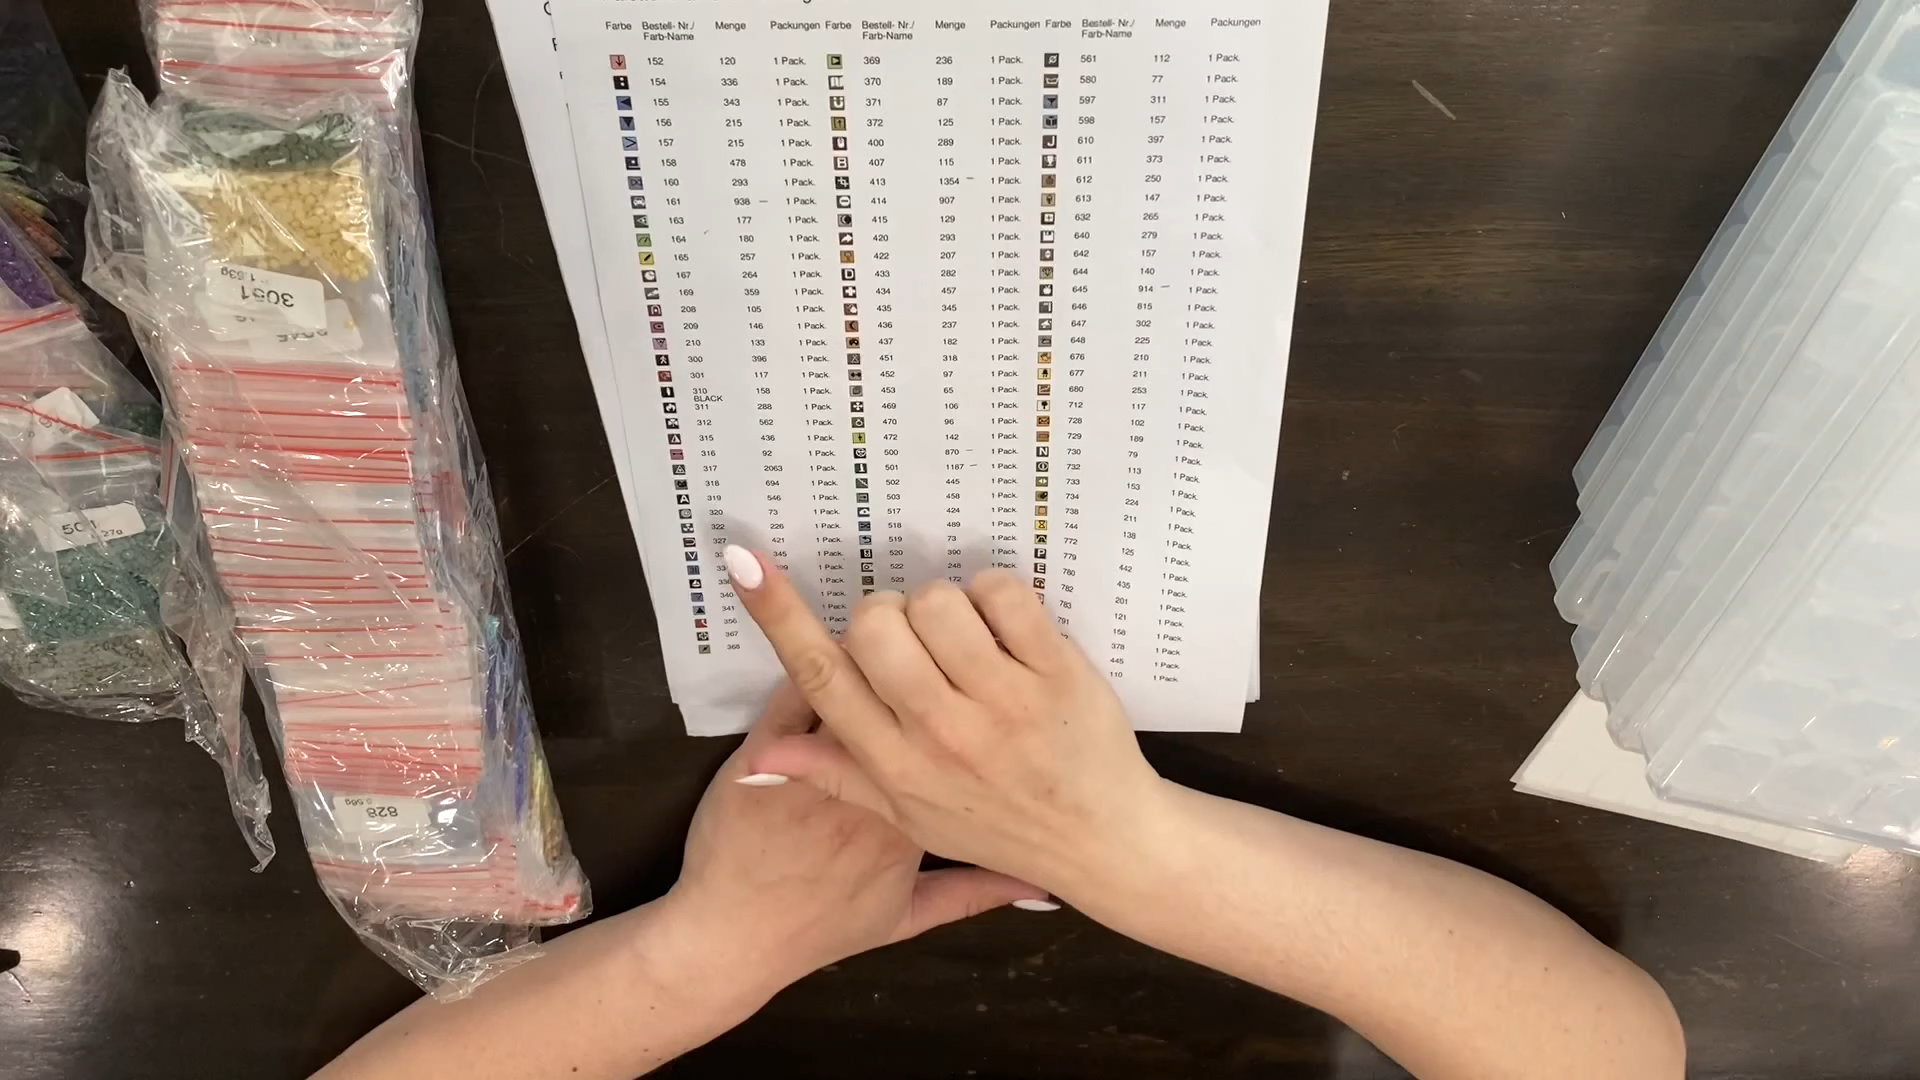 Farbe Bestell- Nr./ Menge Packungen Farbe Bestell- Nr./ Menge Packungen Farbe Bestell- Nr./ Menge Packungen
Farb-Name Farb-Name Farb-Name
152 120 1 Pack. 369 236 1 Pack. 561 112 1 Pack.
154 336 1 Pack. 370 189 1 Pack. 580 77 1 Pack.
155 343 1 Pack. 371 87 1 Pack. 597 311 1 Pack.
156 215 1 Pack. 372 125 1 Pack. 598 157 1 Pack.
157 215 1 Pack. 400 289 1 Pack. 610 397 1 Pack.
158 478 1 Pack. 407 115 1 Pack. 611 373 1 Pack.
160 293 1 Pack. 413 1354 1 Pack. 612 250 1 Pack.
161 938 1 Pack. 414 907 1 Pack. 613 147 1 Pack.
163 177 1 Pack. 415 129 1 Pack. 632 265 1 Pack.
164 180 1 Pack. 420 293 1 Pack. 640 279 1 Pack.
165 257 1 Pack. 422 207 1 Pack. 642 157 1 Pack.
167 264 1 Pack. 433 282 1 Pack. 644 140 1 Pack.
169 359 1 Pack. 434 457 1 Pack. 645 914 1 Pack.
208 105 1 Pack. 435 345 1 Pack. 646 815 1 Pack.
209 146 1 Pack. 436 237 1 Pack. 647 302 1 Pack.
210 133 1 Pack. 437 182 1 Pack. 648 225 1 Pack.
300 396 1 Pack. 451 318 1 Pack. 676 210 1 Pack.
301 117 1 Pack. 452 97 1 Pack. 677 211 1 Pack.
310 158 1 Pack. 453 65 1 Pack. 680 253 1 Pack.
BLACK
311 288 1 Pack. 469 106 1 Pack. 712 117 1 Pack.
312 562 1 Pack. 470 96 1 Pack. 728 102 1 Pack.
315 436 1 Pack. 472 142 1 Pack. 729 189 1 Pack.
316 92 1 Pack. 500 870 1 Pack. 730 79 1 Pack.
317 2063 1 Pack. 501 1187 1 Pack. 732 113 1 Pack.
318 694 1 Pack. 502 445 1 Pack. 733 153 1 Pack.
319 546 1 Pack. 503 458 1 Pack. 734 224 1 Pack.
320 73 1 Pack. 517 424 1 Pack. 738 211 1 Pack.
322 226 1 Pack. 518 489 1 Pack. 744 138 1 Pack.
327 421 1 Pack. 519 73 1 Pack. 772 125 1 Pack.
345 1 Pack. 520 390 1 Pack. 779 442 1 Pack.
1 Pack. 522 248 1 Pack. 780 435 1 Pack.
1 Pack. 523 172 782 201 1 Pack.
340 1 Pack. 783 121 1 Pack.
341 1 Pack. 791 158 1 Pack.
356 378 1 Pack.
367 445 1 Pack.
368 110 1 Pack.
3051
1.63g
828
0.56g
501